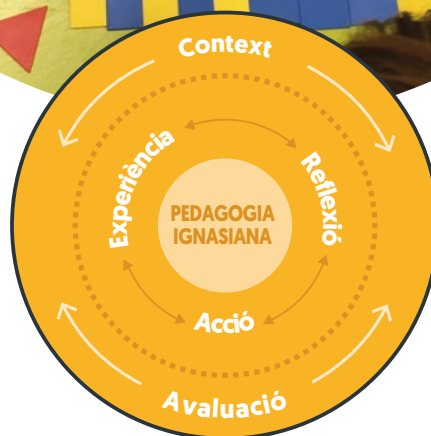 Context
Experiència
Reflexió
PEDAGOGIA
IGNASIANA
Acció
Avaluació